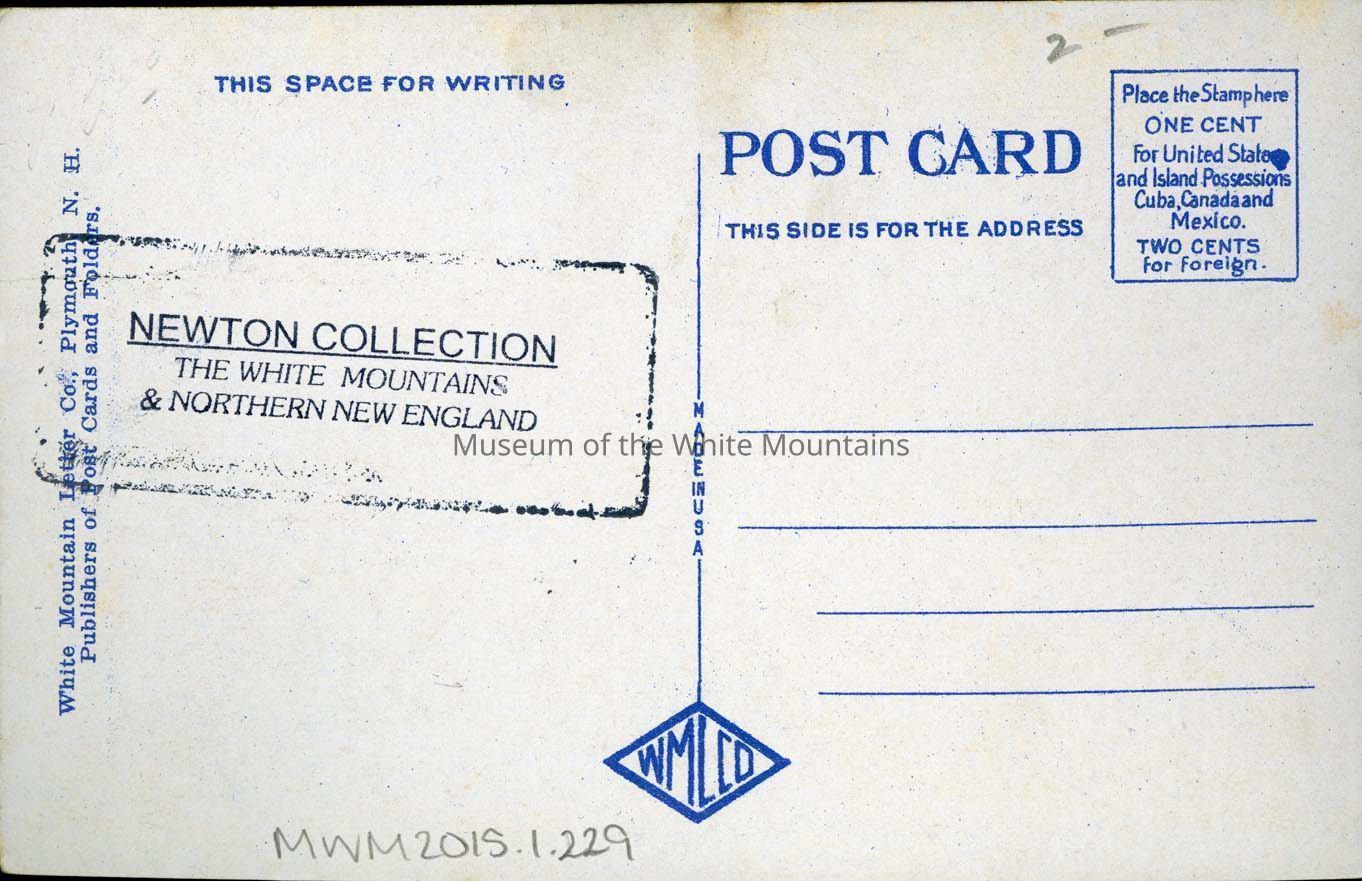 2 -
THIS SPACE FOR WRITING
POST CARD
THIS SIDE IS FOR THE ADDRESS
Place the Stamp here
ONE CENT
For United States
and Island Possessions
Cuba, Canada and
Mexico.
TWO CENTS
for foreign.
White Mountain Letter Co., Plymouth, N. H.
Publishers of Post Cards and Folders.
NEWTON COLLECTION
THE WHITE MOUNTAINS
& NORTHERN NEW ENGLAND
Museum of the White Mountains
MADE IN USA
WMLCO
MWM2015.1.229